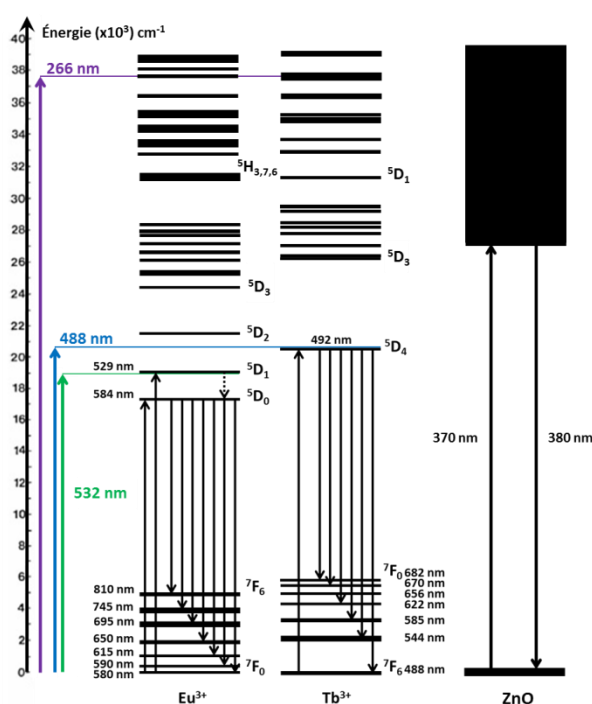 Énergie (x10³) cm⁻¹
40
38
36
34
32
30
28
26
24
22
20
18
16
14
12
10
8
6
4
2
0
266 nm
488 nm
532 nm
⁵H₃,₇,₆
⁵D₃
⁵D₂
529 nm
⁵D₁
584 nm
⁵D₀
810 nm
⁷F₆
745 nm
695 nm
650 nm
615 nm
590 nm
580 nm
⁷F₀
Eu³⁺
⁵D₁
⁵D₃
492 nm
⁵D₄
⁷F₀ 682 nm
670 nm
656 nm
622 nm
585 nm
544 nm
⁷F₆ 488 nm
Tb³⁺
370 nm
380 nm
ZnO